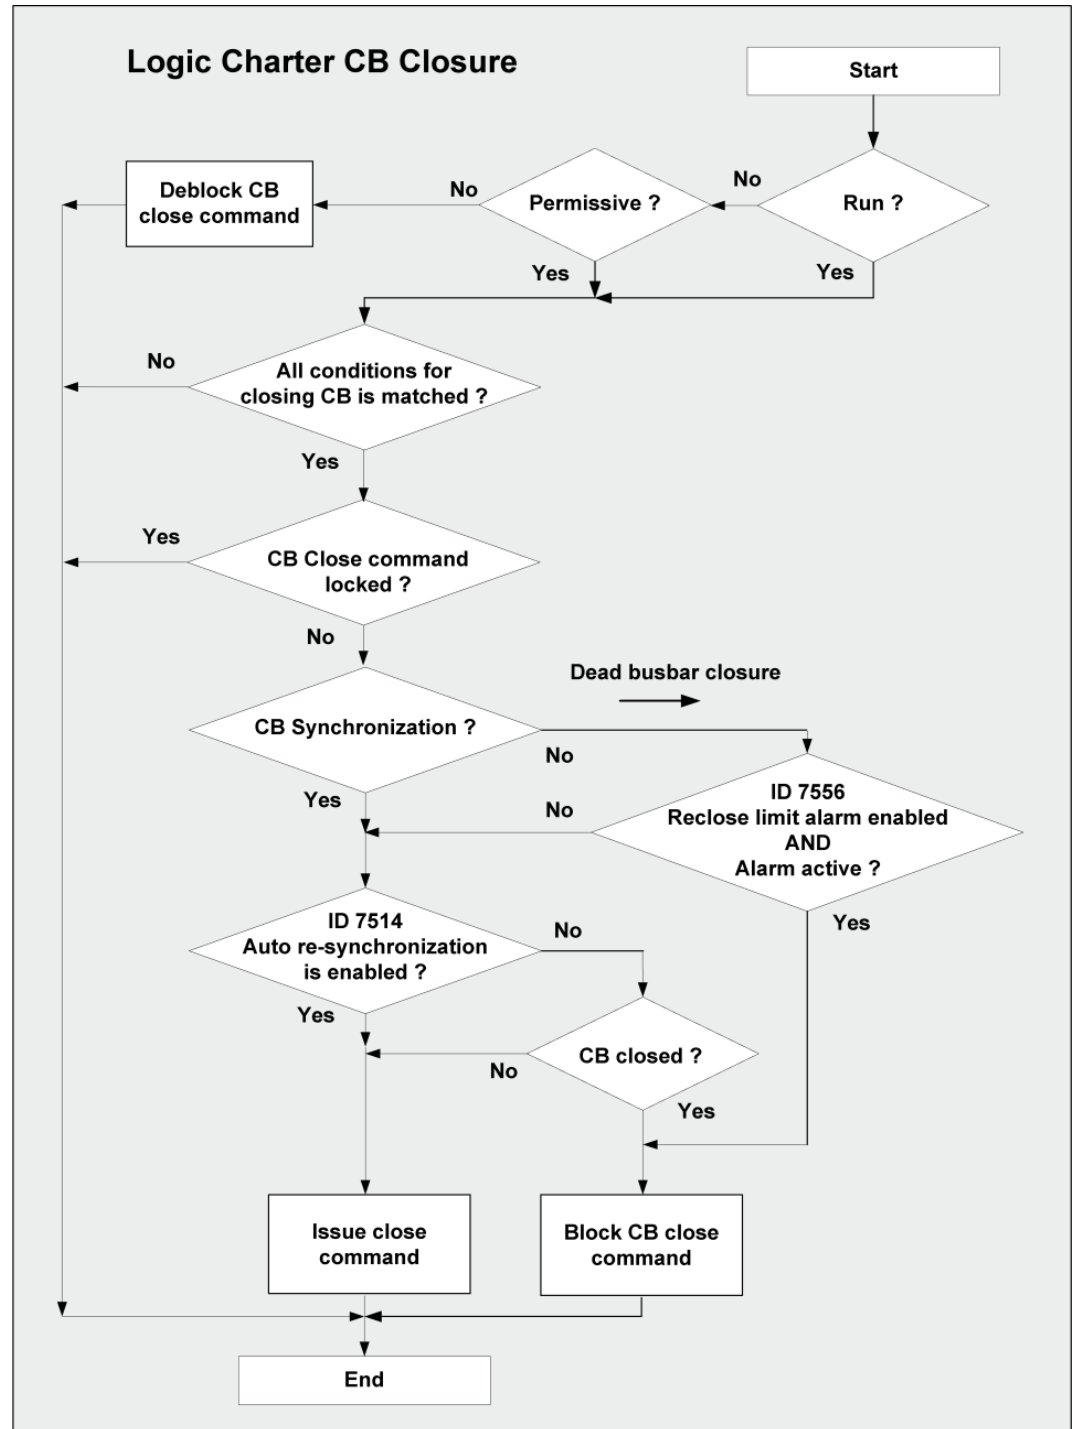 Logic Charter CB Closure
Start
Deblock CB
close command
No
Permissive ?
No
Run ?
Yes
Yes
No
All conditions for
closing CB is matched ?
Yes
Yes
CB Close command
locked ?
No
Dead busbar closure
CB Synchronization ?
No
Yes
No
ID 7556
Reclose limit alarm enabled
AND
Alarm active ?
Yes
ID 7514
Auto re-synchronization
is enabled ?
No
Yes
CB closed ?
No
Yes
Issue close
command
Block CB close
command
End